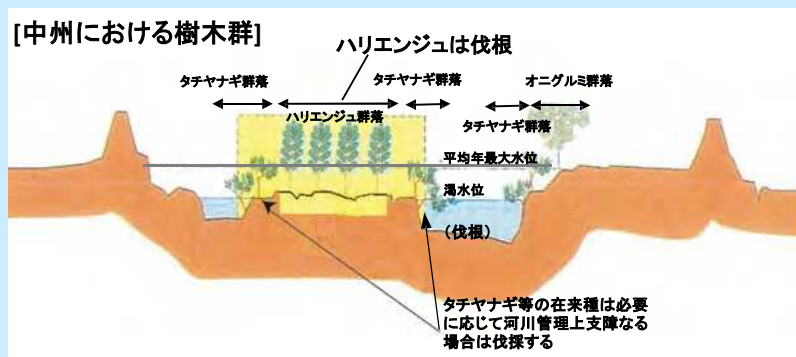 [中州における樹木群]
ハリエンジュは伐根
タチヤナギ群落
タチヤナギ群落
オニグルミ群落
ハリエンジュ群落
タチヤナギ群落
平均年最大水位
渇水位
（伐根）
タチヤナギ等の在来種は必要
に応じて河川管理上支障なる
場合は伐採する